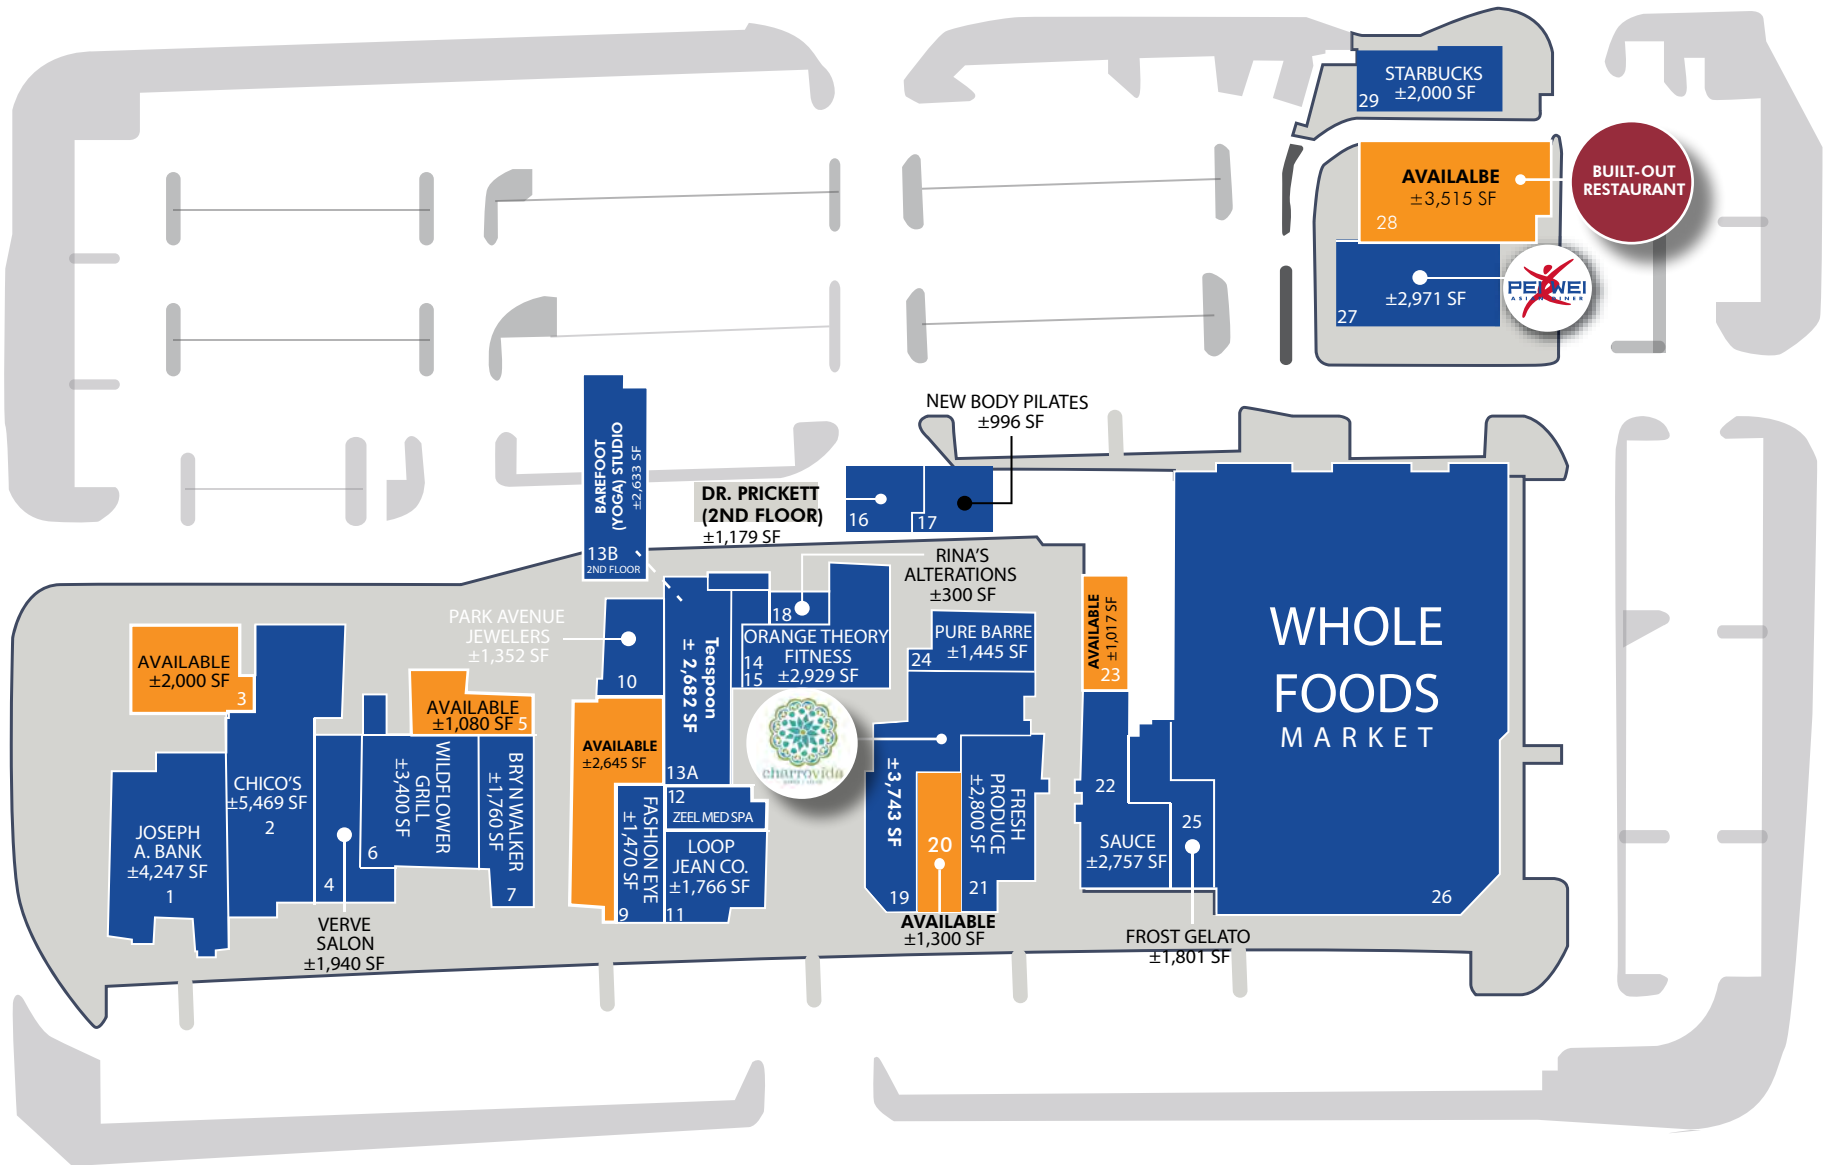 STARBUCKS
±2,000 SF
29
AVAILALBE
±3,515 SF
28
BUILT-OUT
RESTAURANT
±2,971 SF
27
PEI WEI
ASIAN DINER
NEW BODY PILATES
±996 SF
BAREFOOT
(YOGA) STUDIO
±2,633 SF
13B
2ND FLOOR
DR. PRICKETT
(2ND FLOOR)
±1,179 SF
16
17
RINA'S
ALTERATIONS
±300 SF
18
PARK AVENUE
JEWELERS
±1,352 SF
10
Teaspoon
± 2,682 SF
13A
ORANGE THEORY
FITNESS
±2,929 SF
14
15
PURE BARRE
±1,445 SF
24
AVAILABLE
±1,017 SF
23
WHOLE
FOODS
MARKET
26
AVAILABLE
±2,000 SF
3
AVAILABLE
±1,080 SF 5
AVAILABLE
±2,645 SF
charrovida
CHICO'S
±5,469 SF
2
JOSEPH
A. BANK
±4,247 SF
1
4
VERVE
SALON
±1,940 SF
WILDFLOWER
GRILL
±3,400 SF
6
BRYN WALKER
±1,760 SF
7
FASHION EYE
±1,470 SF
9
12
ZEEL MED SPA
LOOP
JEAN CO.
±1,766 SF
11
±3,743 SF
19
20
AVAILABLE
±1,300 SF
FRESH
PRODUCE
±2,800 SF
21
22
SAUCE
±2,757 SF
25
FROST GELATO
±1,801 SF